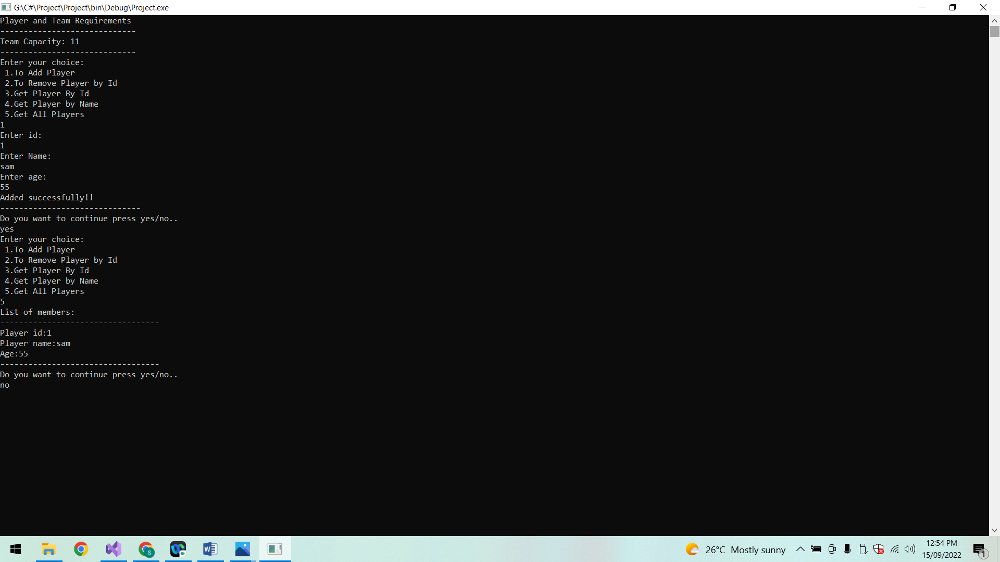 G:\C#\Project\Project\bin\Debug\Project.exe
Player and Team Requirements
-----------------------------
Team Capacity: 11
-----------------------------
Enter your choice:
 1.To Add Player
 2.To Remove Player by Id
 3.Get Player By Id
 4.Get Player by Name
 5.Get All Players
1
Enter id:
1
Enter Name:
sam
Enter age:
55
Added successfully!!
------------------------------
Do you want to continue press yes/no..
yes
Enter your choice:
 1.To Add Player
 2.To Remove Player by Id
 3.Get Player By Id
 4.Get Player by Name
 5.Get All Players
5
List of members:
----------------------------------
Player id:1
Player name:sam
Age:55
----------------------------------
Do you want to continue press yes/no..
no
26°C Mostly sunny
12:54 PM
15/09/2022
1